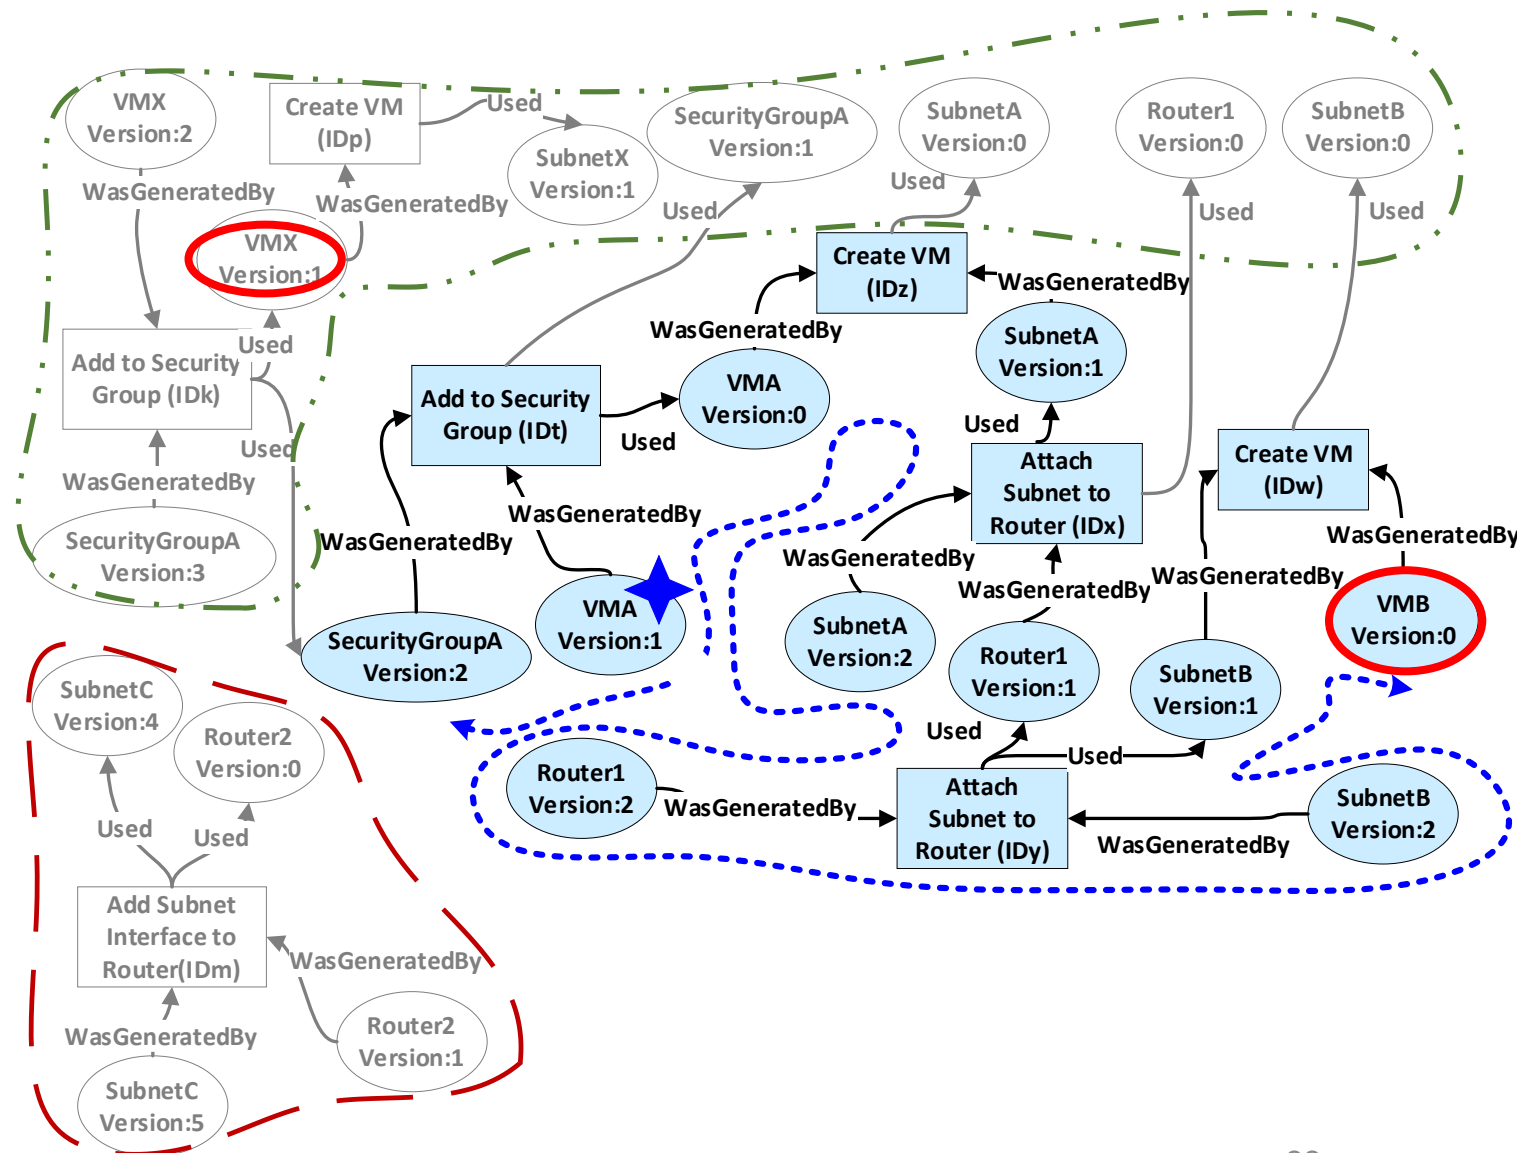 VMX
Version:2
Create VM
(IDp)
Used
SubnetX
Version:1
SecurityGroupA
Version:1
SubnetA
Version:0
Router1
Version:0
SubnetB
Version:0
WasGeneratedBy
WasGeneratedBy
Used
Used
Used
Used
VMX
Version:1
Create VM
(IDz)
WasGeneratedBy
WasGeneratedBy
SubnetA
Version:1
Add to Security
Group (IDk)
Used
Used
Add to Security
Group (IDt)
Used
VMA
Version:0
Used
Attach
Subnet to
Router (IDx)
Create VM
(IDw)
WasGeneratedBy
SecurityGroupA
Version:3
WasGeneratedBy
WasGeneratedBy
WasGeneratedBy
WasGeneratedBy
WasGeneratedBy
WasGeneratedBy
VMA
Version:1
SecurityGroupA
Version:2
SubnetA
Version:2
Router1
Version:1
SubnetB
Version:1
VMB
Version:0
SubnetC
Version:4
Router2
Version:0
Used
Used
Router1
Version:2
WasGeneratedBy
Attach
Subnet to
Router (IDy)
WasGeneratedBy
SubnetB
Version:2
Used
Used
Add Subnet
Interface to
Router(IDm)
WasGeneratedBy
WasGeneratedBy
Router2
Version:1
SubnetC
Version:5